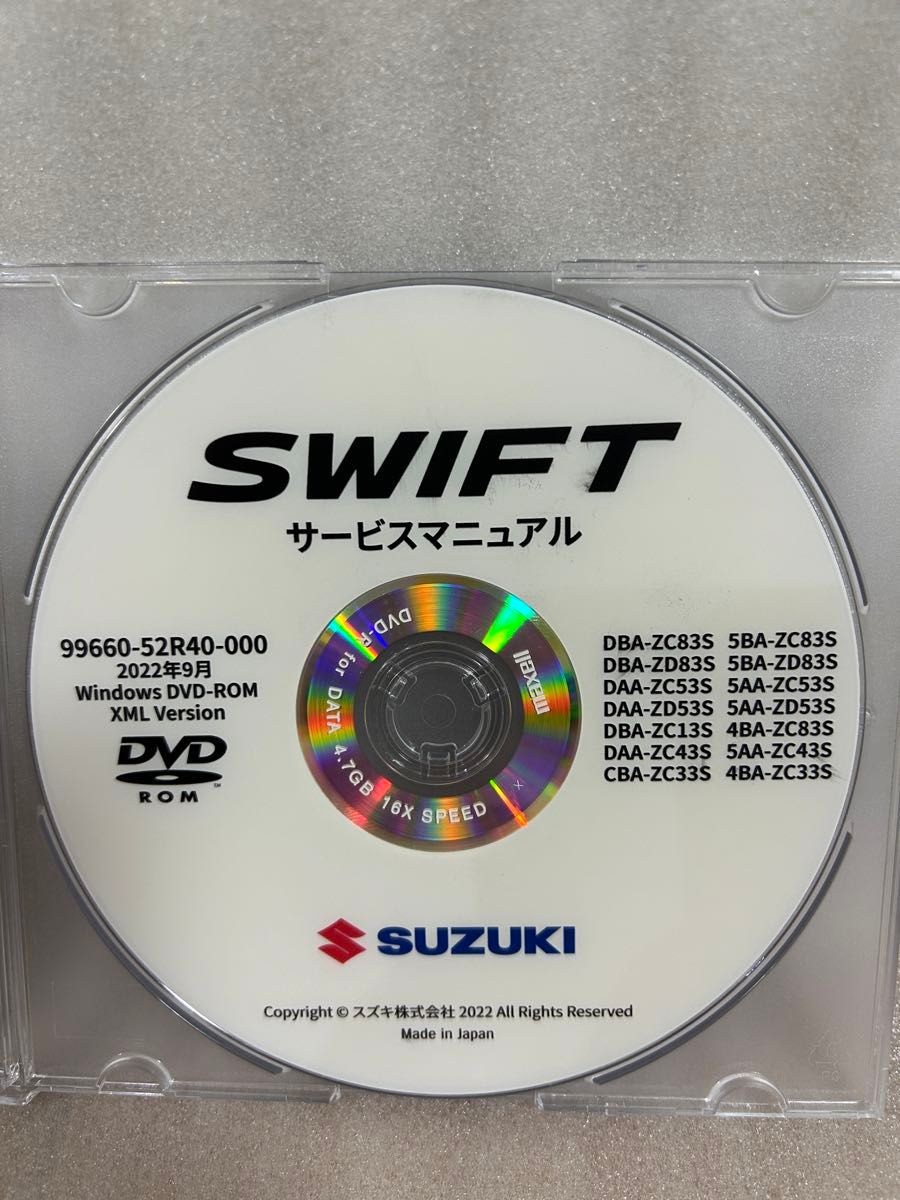 SWIFT
サービスマニュアル
99660-52R40-000
2022年9月
Windows DVD-ROM
XML Version
DVD
ROM
TM
DVD-R for DATA 4.7GB 16X SPEED
maxell
DBA-ZC83S 5BA-ZC83S
DBA-ZD83S 5BA-ZD83S
DAA-ZC53S 5AA-ZC53S
DAA-ZD53S 5AA-ZD53S
DBA-ZC13S 4BA-ZC83S
DAA-ZC43S 5AA-ZC43S
CBA-ZC33S 4BA-ZC33S
SUZUKI
Copyright © スズキ株式会社 2022 All Rights Reserved
Made in Japan